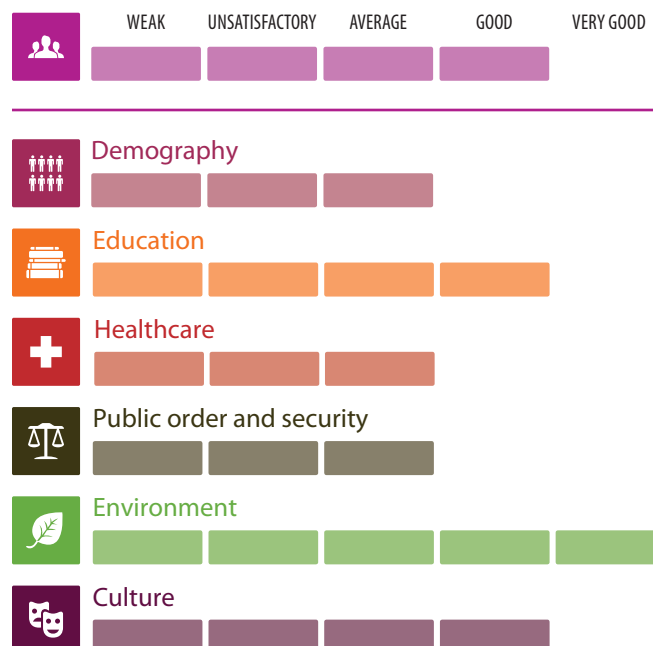 WEAK UNSATISFACTORY AVERAGE GOOD VERY GOOD
Demography
Education
Healthcare
Public order and security
Environment
Culture